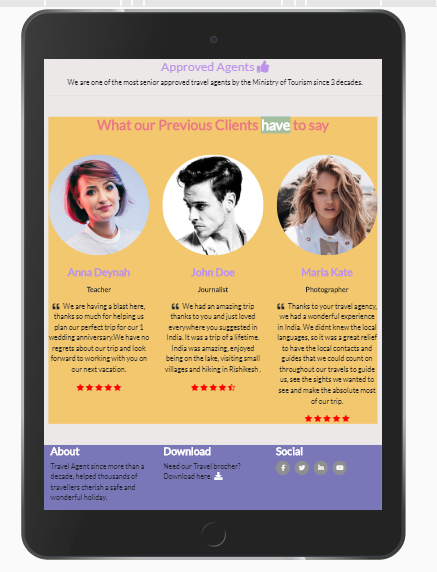 Approved Agents
We are one of the most senior approved travel agents by the Ministry of Tourism since 3 decades.
What our Previous Clients have to say
Anna Deynah
Teacher
❝ We are having a blast here,
thanks so much for helping us
plan our perfect trip for our 1
wedding anniversary.We have no
regrets about our trip and look
forward to working with you on
our next vacation.
John Doe
Journalist
❝ We had an amazing trip
thanks to you and just loved
everywhere you suggested in
India. It was a trip of a lifetime.
India was amazing, enjoyed
being on the lake, visiting small
villages and hiking in Rishikesh .
Maria Kate
Photographer
❝ Thanks to your travel agency,
we had a wonderful experience
in India. We didnt knew the local
languages, so it was a great relief
to have the local contacts and
guides that we could count on
throughout our travels to guide
us, see the sights we wanted to
see and make the absolute most
of our trip.
About
Travel Agent since more than a
decade, helped thousands of
travellers cherish a safe and
wonderful holiday.
Download
Need our Travel brocher?
Download here.
Social